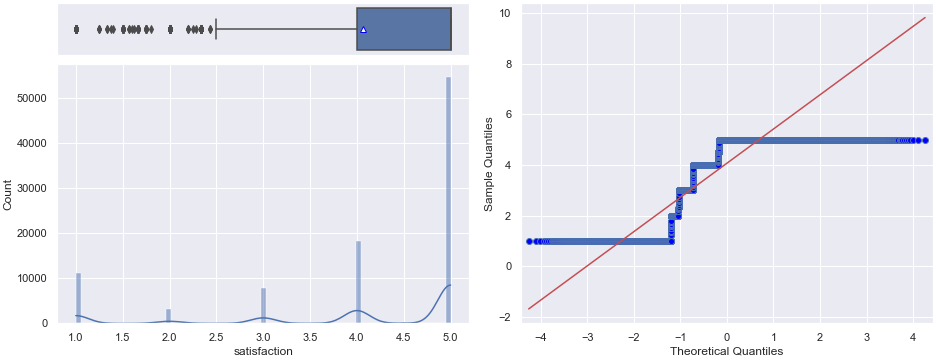 50000
40000
30000
20000
10000
0
Count
1.0 1.5 2.0 2.5 3.0 3.5 4.0 4.5 5.0
satisfaction
10
8
6
4
2
0
−2
Sample Quantiles
−4 −3 −2 −1 0 1 2 3 4
Theoretical Quantiles